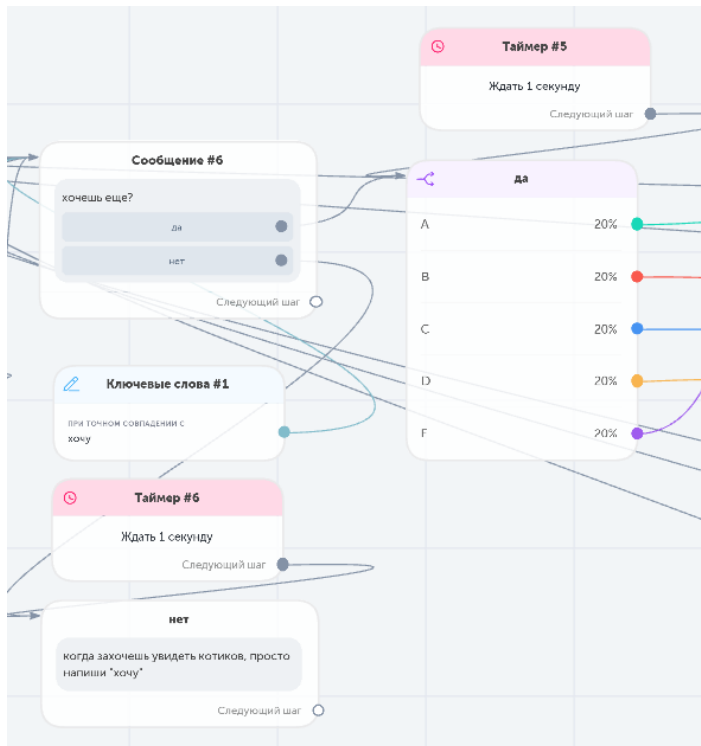 Таймер #5
Ждать 1 секунду
Следующий шаг
Сообщение #6
хочешь еще?
да
нет
Следующий шаг
да
A 20%
B 20%
C 20%
D 20%
E 20%
Ключевые слова #1
ПРИ ТОЧНОМ СОВПАДЕНИИ С
хочу
Таймер #6
Ждать 1 секунду
Следующий шаг
нет
когда захочешь увидеть котиков, просто
напиши "хочу"
Следующий шаг